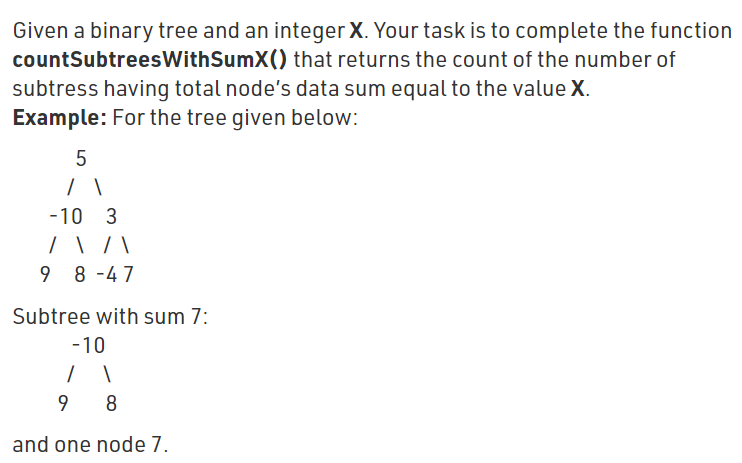 Given a binary tree and an integer X. Your task is to complete the function
countSubtreesWithSumX() that returns the count of the number of
subtress having total node's data sum equal to the value X.
Example: For the tree given below:
5
/ \
-10 3
/ \ / \
9 8 -4 7
Subtree with sum 7:
-10
/ \
9 8
and one node 7.